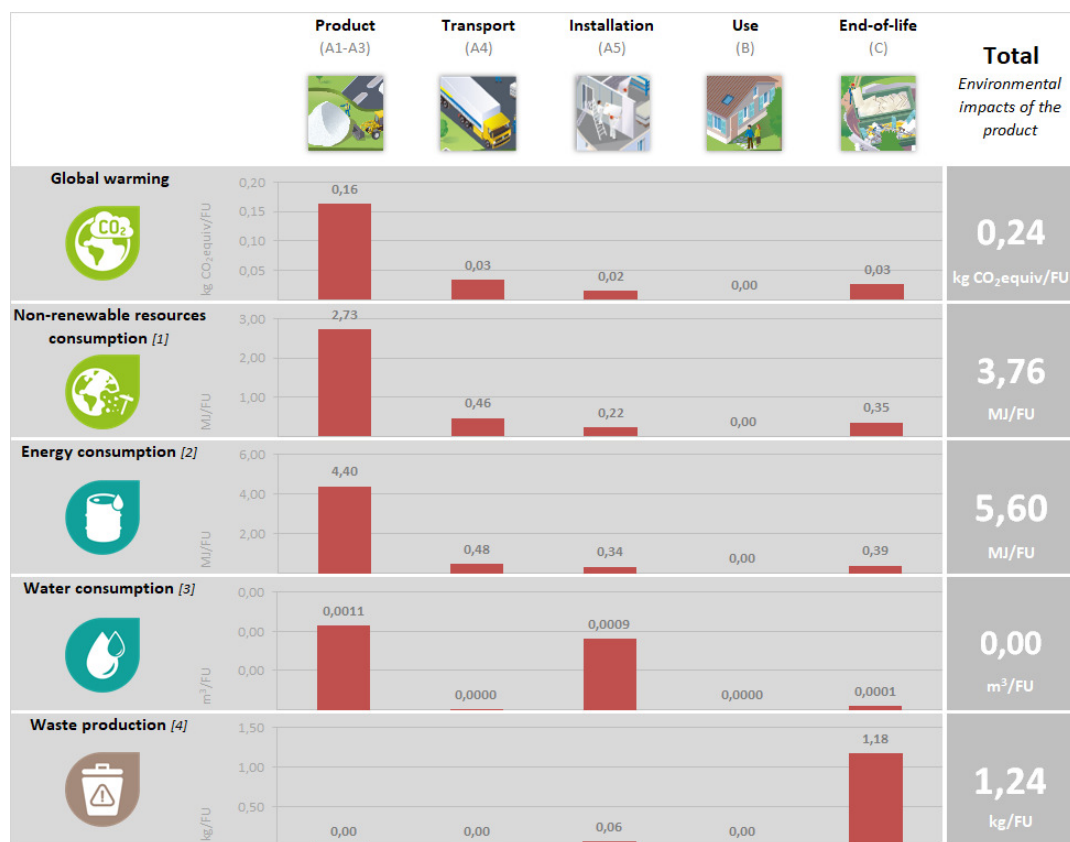 Product
(A1-A3)
Transport
(A4)
Installation
(A5)
Use
(B)
End-of-life
(C)
Total
Environmental
impacts of the
product
Global warming
CO₂
kg CO₂equiv/FU
0,20
0,15
0,10
0,05
0,16
0,03
0,02
0,00
0,03
0,24
kg CO₂equiv/FU
Non-renewable resources
consumption [1]
MJ/FU
3,00
2,00
1,00
2,73
0,46
0,22
0,00
0,35
3,76
MJ/FU
Energy consumption [2]
MJ/FU
6,00
4,00
2,00
4,40
0,48
0,34
0,00
0,39
5,60
MJ/FU
Water consumption [3]
m³/FU
0,00
0,00
0,00
0,0011
0,0000
0,0009
0,0000
0,0001
0,00
m³/FU
Waste production [4]
kg/FU
1,50
1,00
0,50
0,00
0,00
0,06
0,00
1,18
1,24
kg/FU